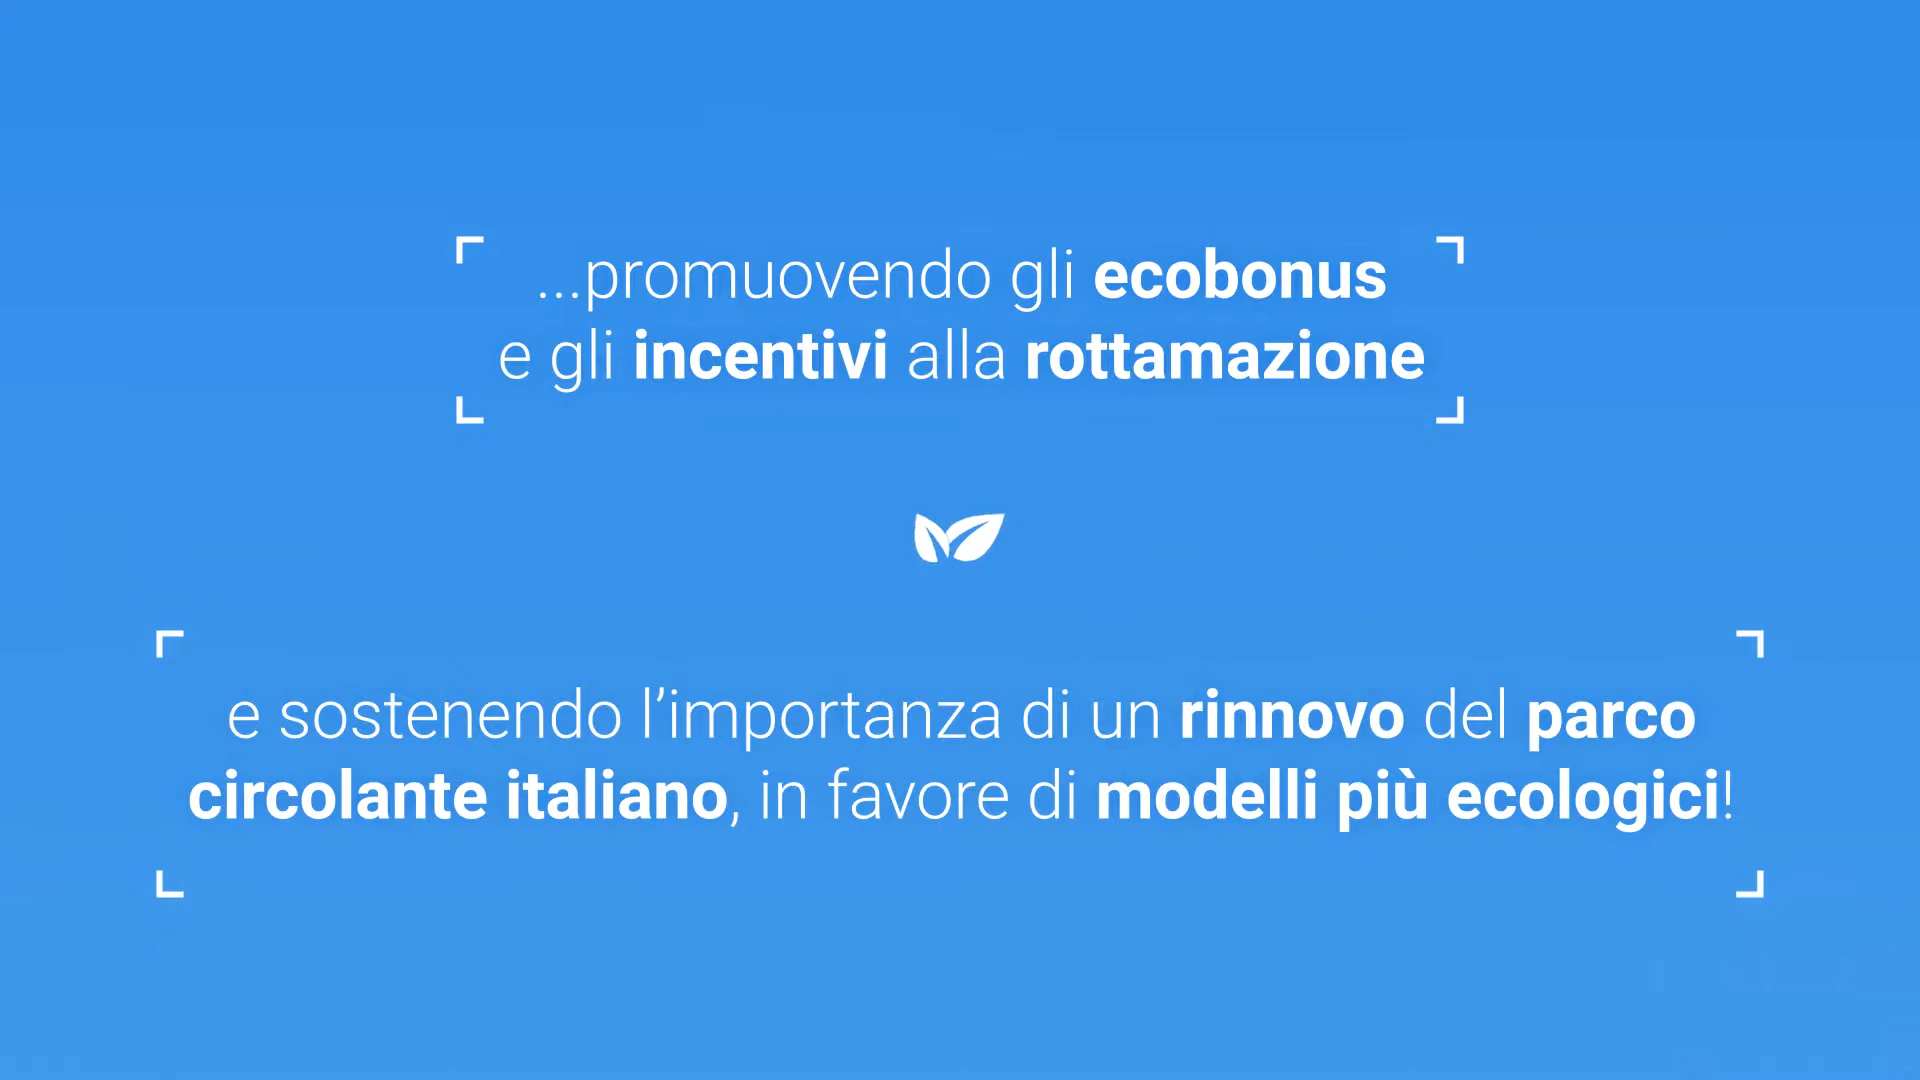 ...promuovendo gli ecobonus
e gli incentivi alla rottamazione
e sostenendo l’importanza di un rinnovo del parco
circolante italiano, in favore di modelli più ecologici!